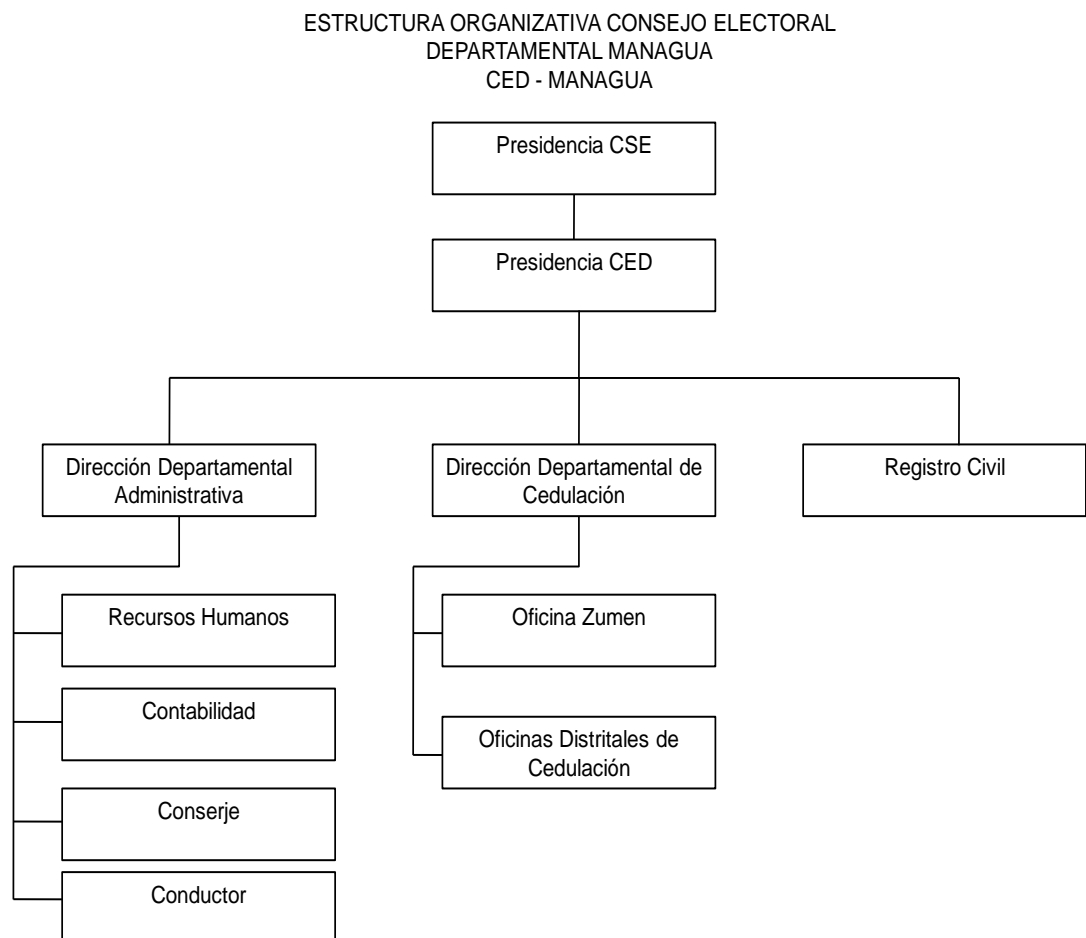 ESTRUCTURA ORGANIZATIVA CONSEJO ELECTORAL
DEPARTAMENTAL MANAGUA
CED - MANAGUA
Presidencia CSE
Presidencia CED
Dirección Departamental
Administrativa
Dirección Departamental de
Cedulación
Registro Civil
Recursos Humanos
Contabilidad
Conserje
Conductor
Oficina Zumen
Oficinas Distritales de
Cedulación